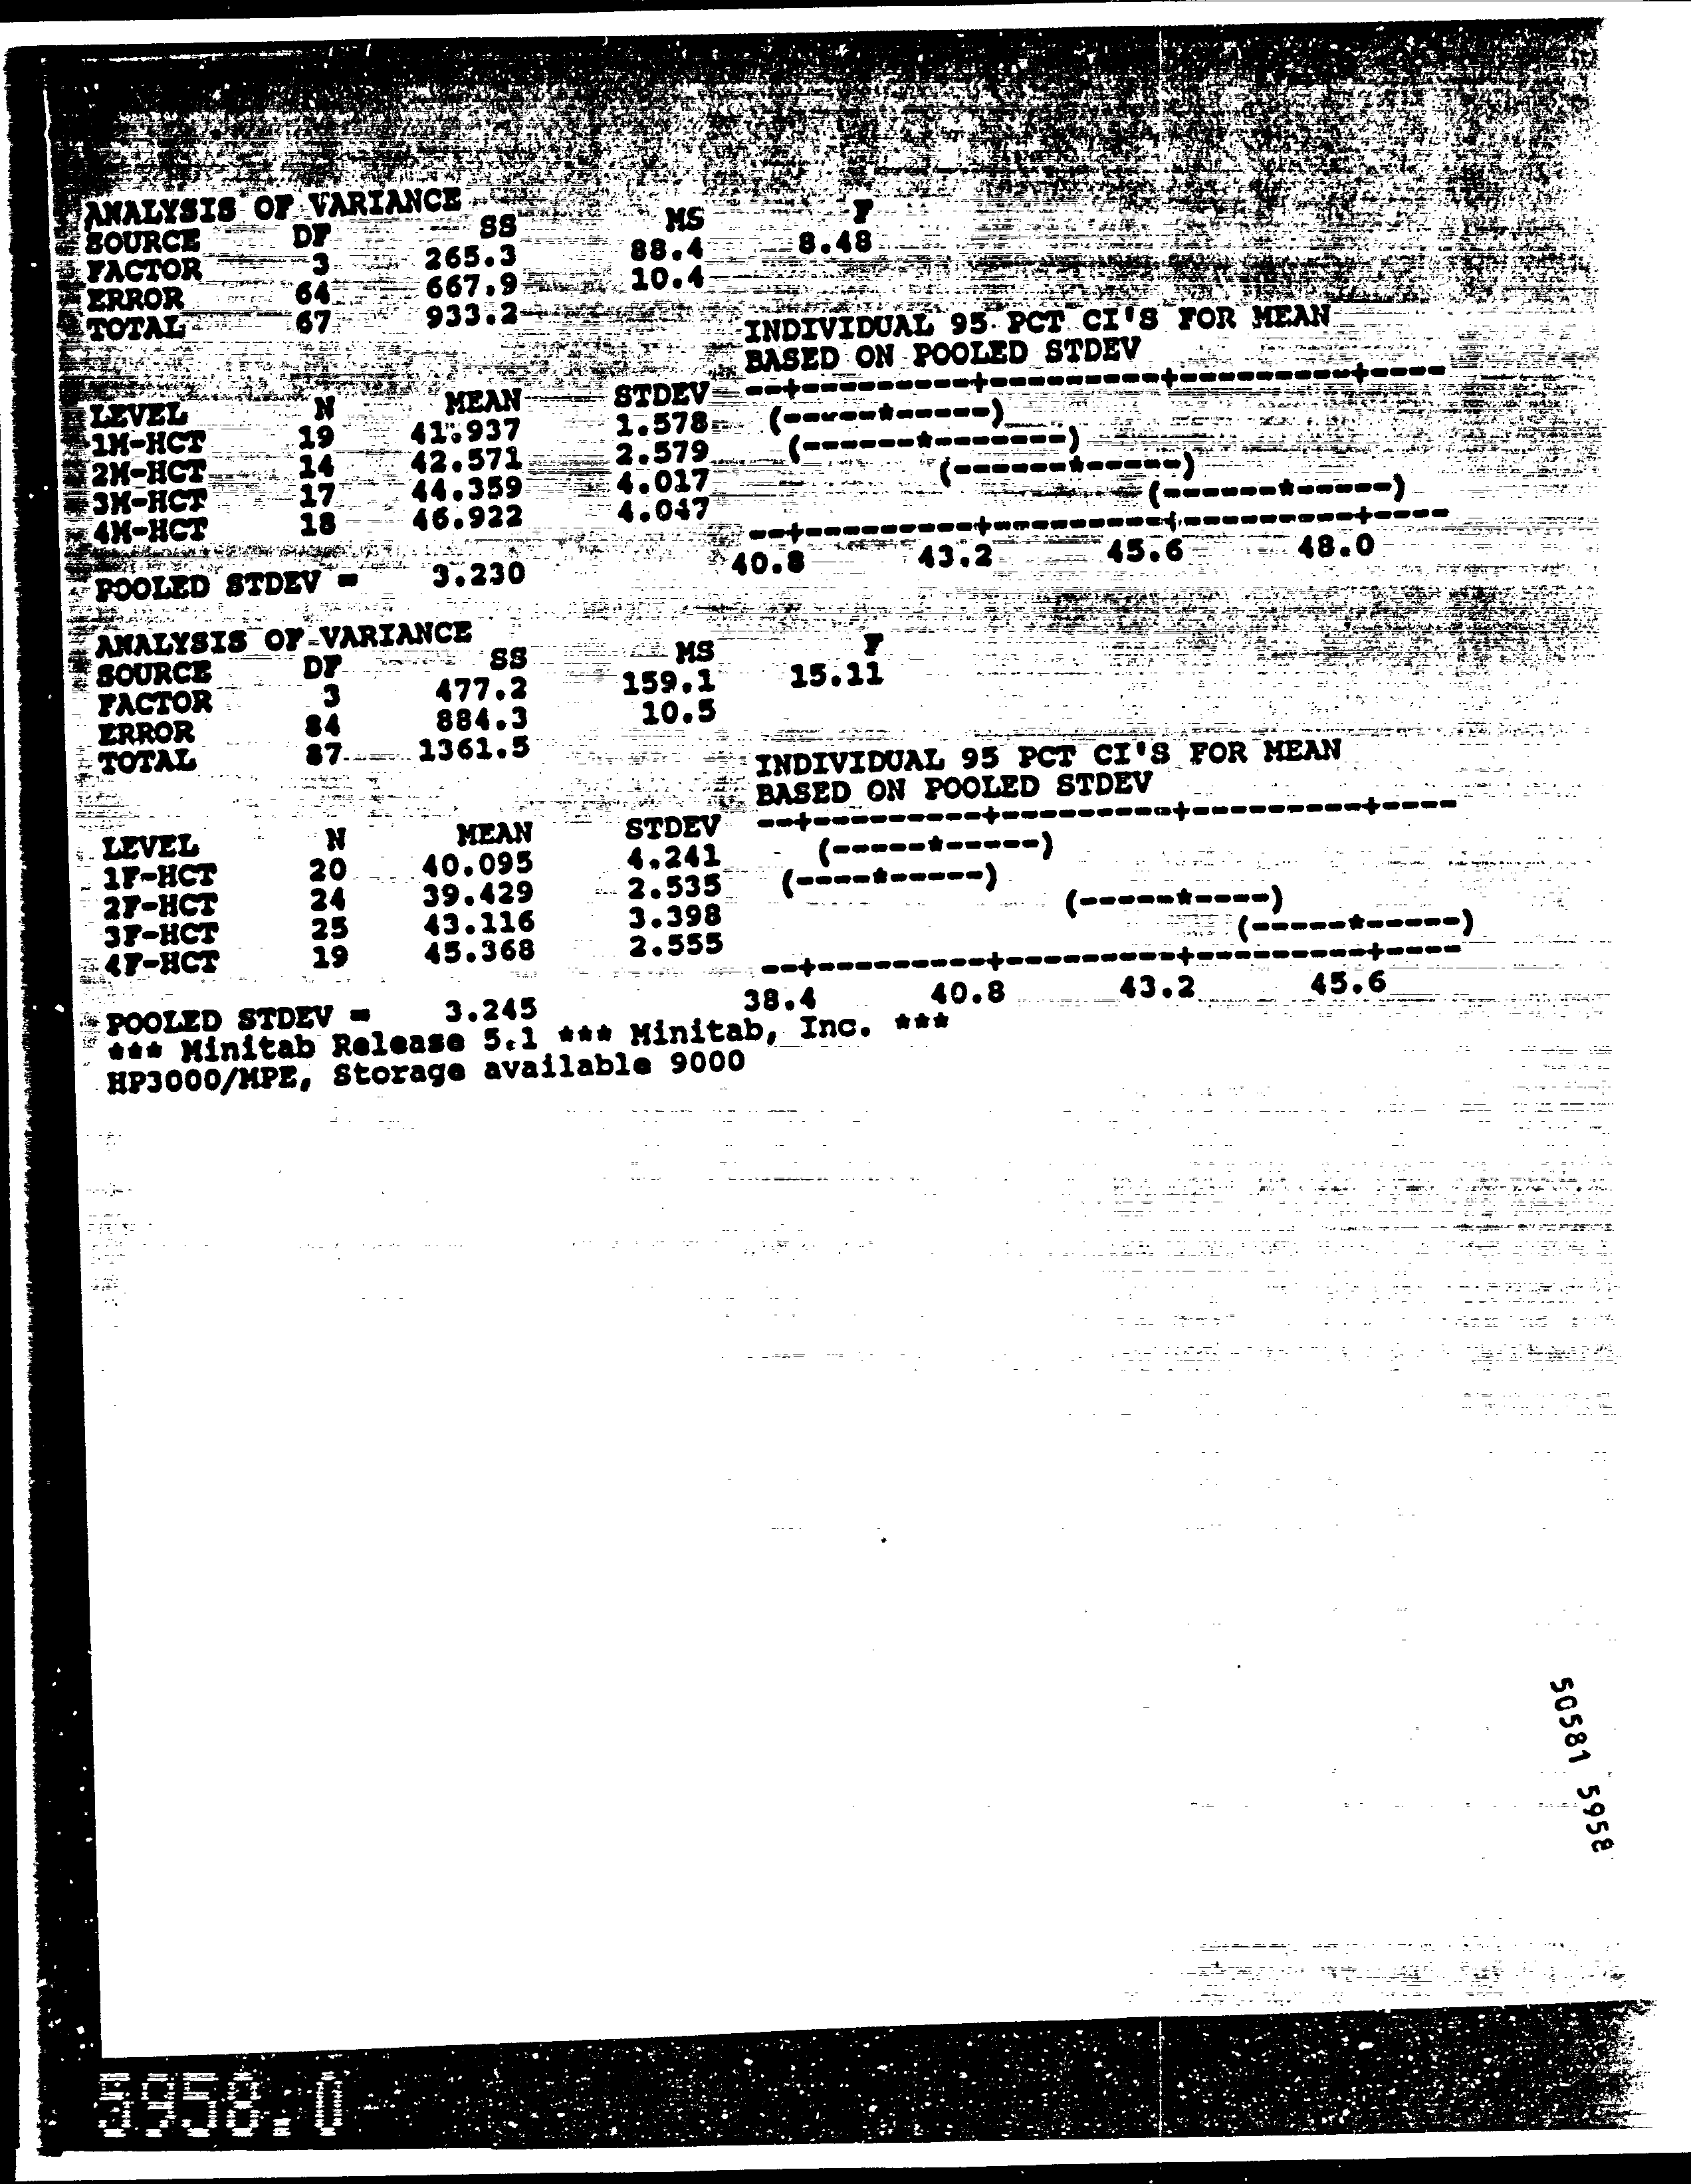 ANALYSIS OF VARIANCE
SOURCE DF SS MS F
FACTOR 3 265.3 88.4 8.48
ERROR 64 667.9 10.4
TOTAL 67 933.2
INDIVIDUAL 95 PCT CI'S FOR MEAN
BASED ON POOLED STDEV
LEVEL N MEAN STDEV --+---------+---------+---------+----
1M-HCT 19 41.937 1.578 (-----*-----)
2M-HCT 14 42.571 2.579 (------*-------)
3M-HCT 17 44.359 4.017 (------*-----)
4M-HCT 18 46.922 4.047 (------*-----)
--+---------+---------+---------+----
POOLED STDEV = 3.230 40.8 43.2 45.6 48.0
ANALYSIS OF VARIANCE
SOURCE DF SS MS F
FACTOR 3 477.2 159.1 15.11
ERROR 84 884.3 10.5
TOTAL 87 1361.5
INDIVIDUAL 95 PCT CI'S FOR MEAN
BASED ON POOLED STDEV
LEVEL N MEAN STDEV --+---------+---------+---------+----
1F-HCT 20 40.095 4.241 (-----*-----)
2F-HCT 24 39.429 2.535 (----*-----)
3F-HCT 25 43.116 3.398 (-----*----)
4F-HCT 19 45.368 2.555 (-----*-----)
--+---------+---------+---------+----
POOLED STDEV = 3.245 38.4 40.8 43.2 45.6
*** Minitab Release 5.1 *** Minitab, Inc. ***
HP3000/MPE, Storage available 9000
50581 5958
5958.0